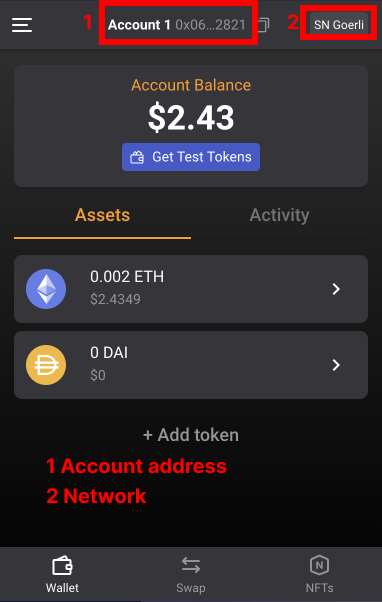 1 Account 1 0x06...2821 2 SN Goerli
Account Balance
$2.43
Get Test Tokens
Assets Activity
0.002 ETH
$2.4349
0 DAI
$0
+ Add token
1 Account address
2 Network
Wallet Swap NFTs